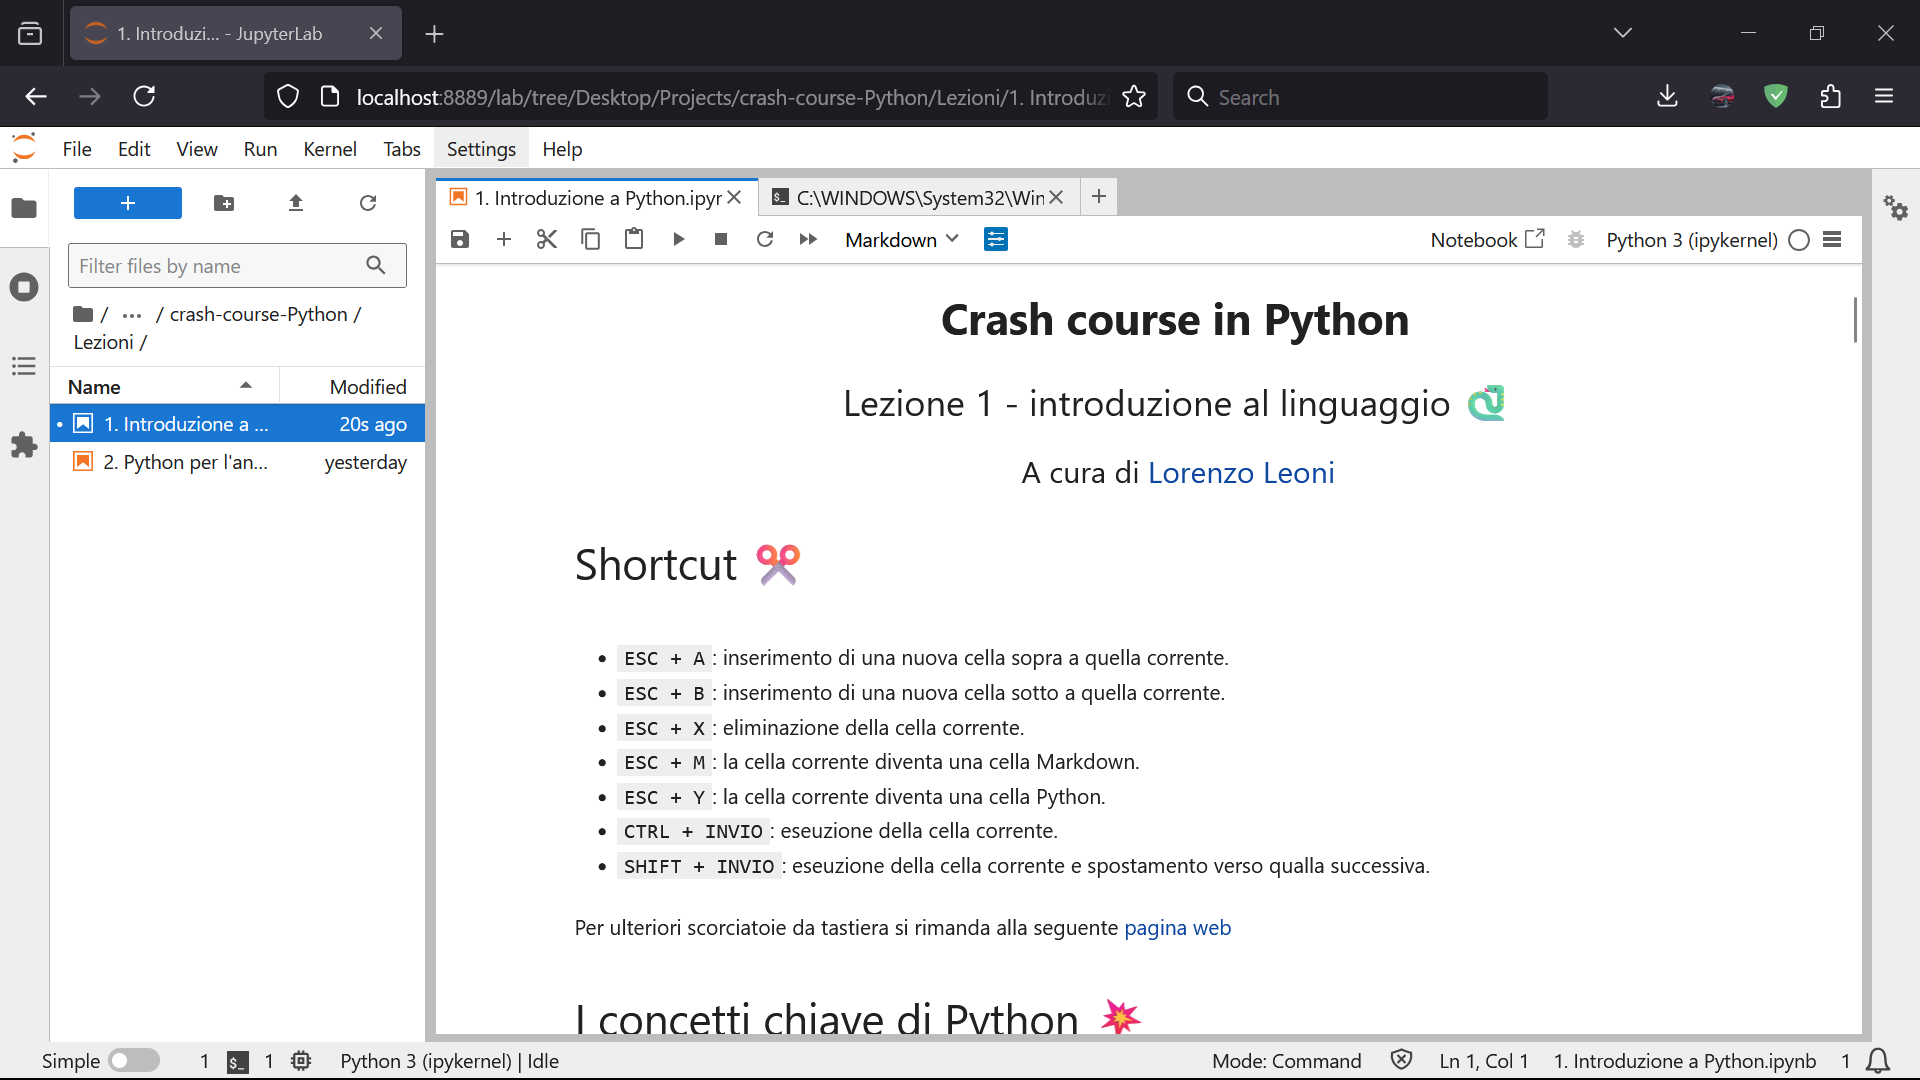 1. Introduzi... - JupyterLab
localhost:8889/lab/tree/Desktop/Projects/crash-course-Python/Lezioni/1. Introduzi
Search
File Edit View Run Kernel Tabs Settings Help
1. Introduzione a Python.ipyr
C:\WINDOWS\System32\Win
Markdown
Notebook
Python 3 (ipykernel)
Filter files by name
/ ... / crash-course-Python /
Lezioni /
Name Modified
1. Introduzione a ... 20s ago
2. Python per l'an... yesterday
Crash course in Python
Lezione 1 - introduzione al linguaggio
A cura di Lorenzo Leoni
Shortcut
• ESC + A : inserimento di una nuova cella sopra a quella corrente.
• ESC + B : inserimento di una nuova cella sotto a quella corrente.
• ESC + X : eliminazione della cella corrente.
• ESC + M : la cella corrente diventa una cella Markdown.
• ESC + Y : la cella corrente diventa una cella Python.
• CTRL + INVIO : eseuzione della cella corrente.
• SHIFT + INVIO : eseuzione della cella corrente e spostamento verso qualla successiva.
Per ulteriori scorciatoie da tastiera si rimanda alla seguente pagina web
I concetti chiave di Python
Simple 1 $_ 1 Python 3 (ipykernel) | Idle Mode: Command Ln 1, Col 1 1. Introduzione a Python.ipynb 1